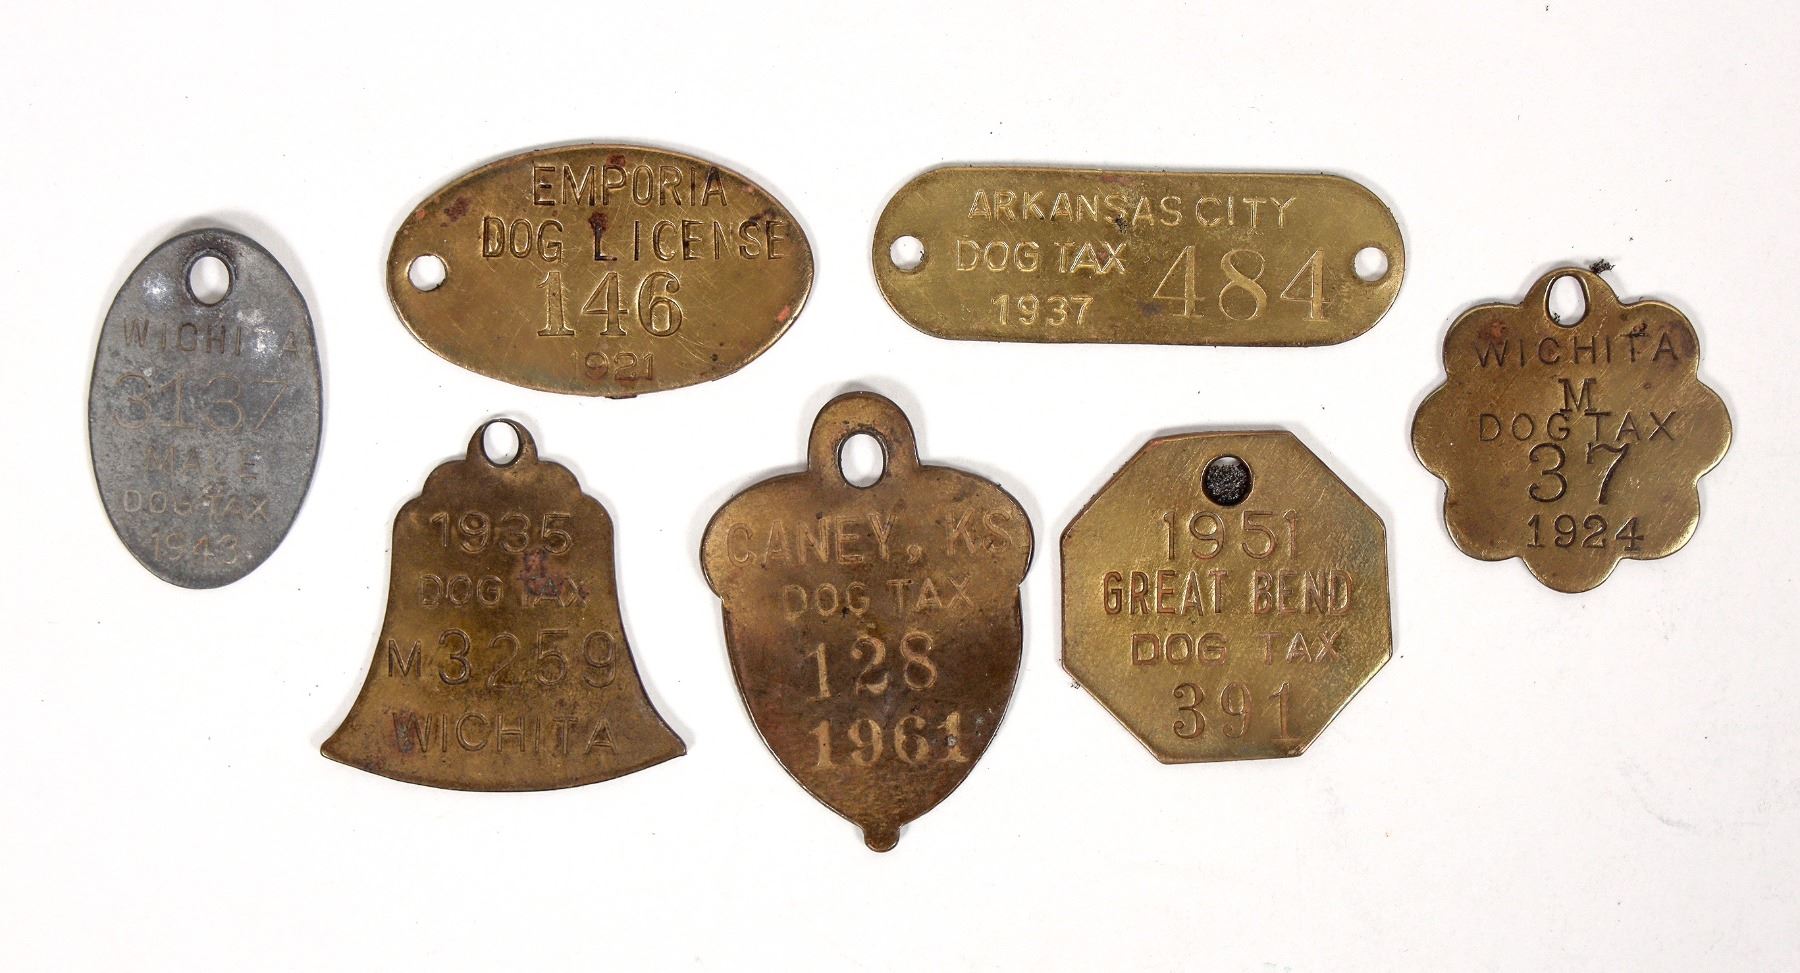 WICHITA
3137
MALE
DOG TAX
1943
EMPORIA
DOG LICENSE
146
1921
ARKANSAS CITY
DOG TAX 484
1937
WICHITA
M
DOG TAX
37
1924
1935
DOG TAX
M 3259
WICHITA
CANEY, KS
DOG TAX
128
1961
1951
GREAT BEND
DOG TAX
391